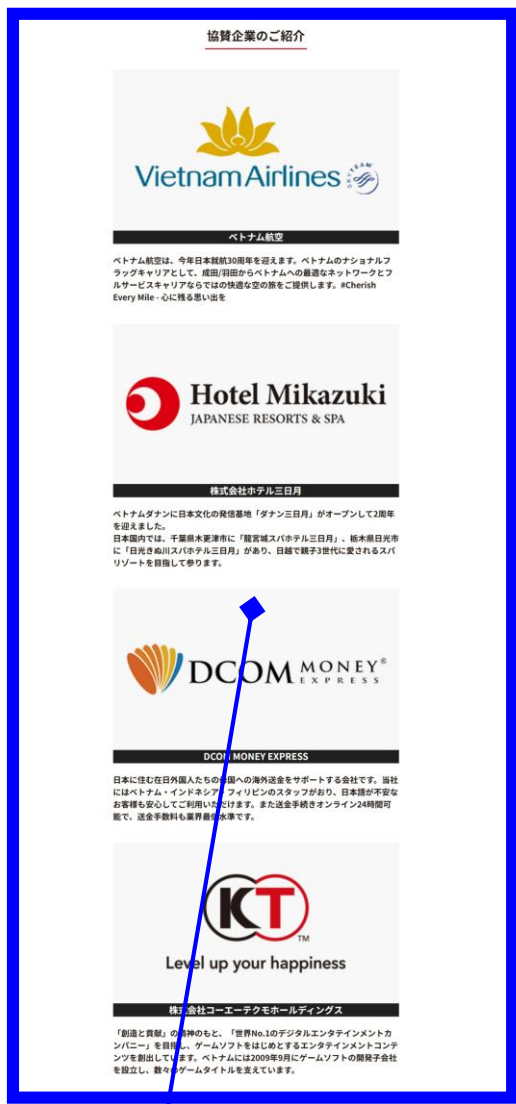 協賛企業のご紹介
Vietnam Airlines
SKYTEAM
ベトナム航空
ベトナム航空は、今年日本就航30周年を迎えます。ベトナムのナショナルフ
ラッグキャリアとして、成田/羽田からベトナムへの最適なネットワークとフ
ルサービスキャリアならではの快適な空の旅をご提供します。#Cherish
Every Mile -心に残る思い出を
Hotel Mikazuki
JAPANESE RESORTS & SPA
株式会社ホテル三日月
ベトナムダナンに日本文化の発信基地「ダナン三日月」がオープンして2周年
を迎えました。
日本国内では、千葉県木更津市に「龍宮城スパホテル三日月」、栃木県日光市
に「日光きぬ川スパホテル三日月」があり、日越で親子3世代に愛されるスパ
リゾートを目指して参ります。
DCOM MONEY®
EXPRESS
DCOM MONEY EXPRESS
日本に住む在日外国人たちの母国への海外送金をサポートする会社です。当社
にはベトナム・インドネシア・フィリピンのスタッフがおり、日本語が不安な
お客様も安心してご利用いただけます。また送金手続きオンライン24時間可
能で、送金手数料も業界最低水準です。
KT
TM
Level up your happiness
株式会社コーエーテクモホールディングス
「創造と貢献」の精神のもと、「世界No.1のデジタルエンタテインメントカ
ンパニー」を目指し、ゲームソフトをはじめとするエンタテインメントコンテ
ンツを創出しています。ベトナムには2009年9月にゲームソフトの開発子会社
を設立し、数々のゲームタイトルを支えています。